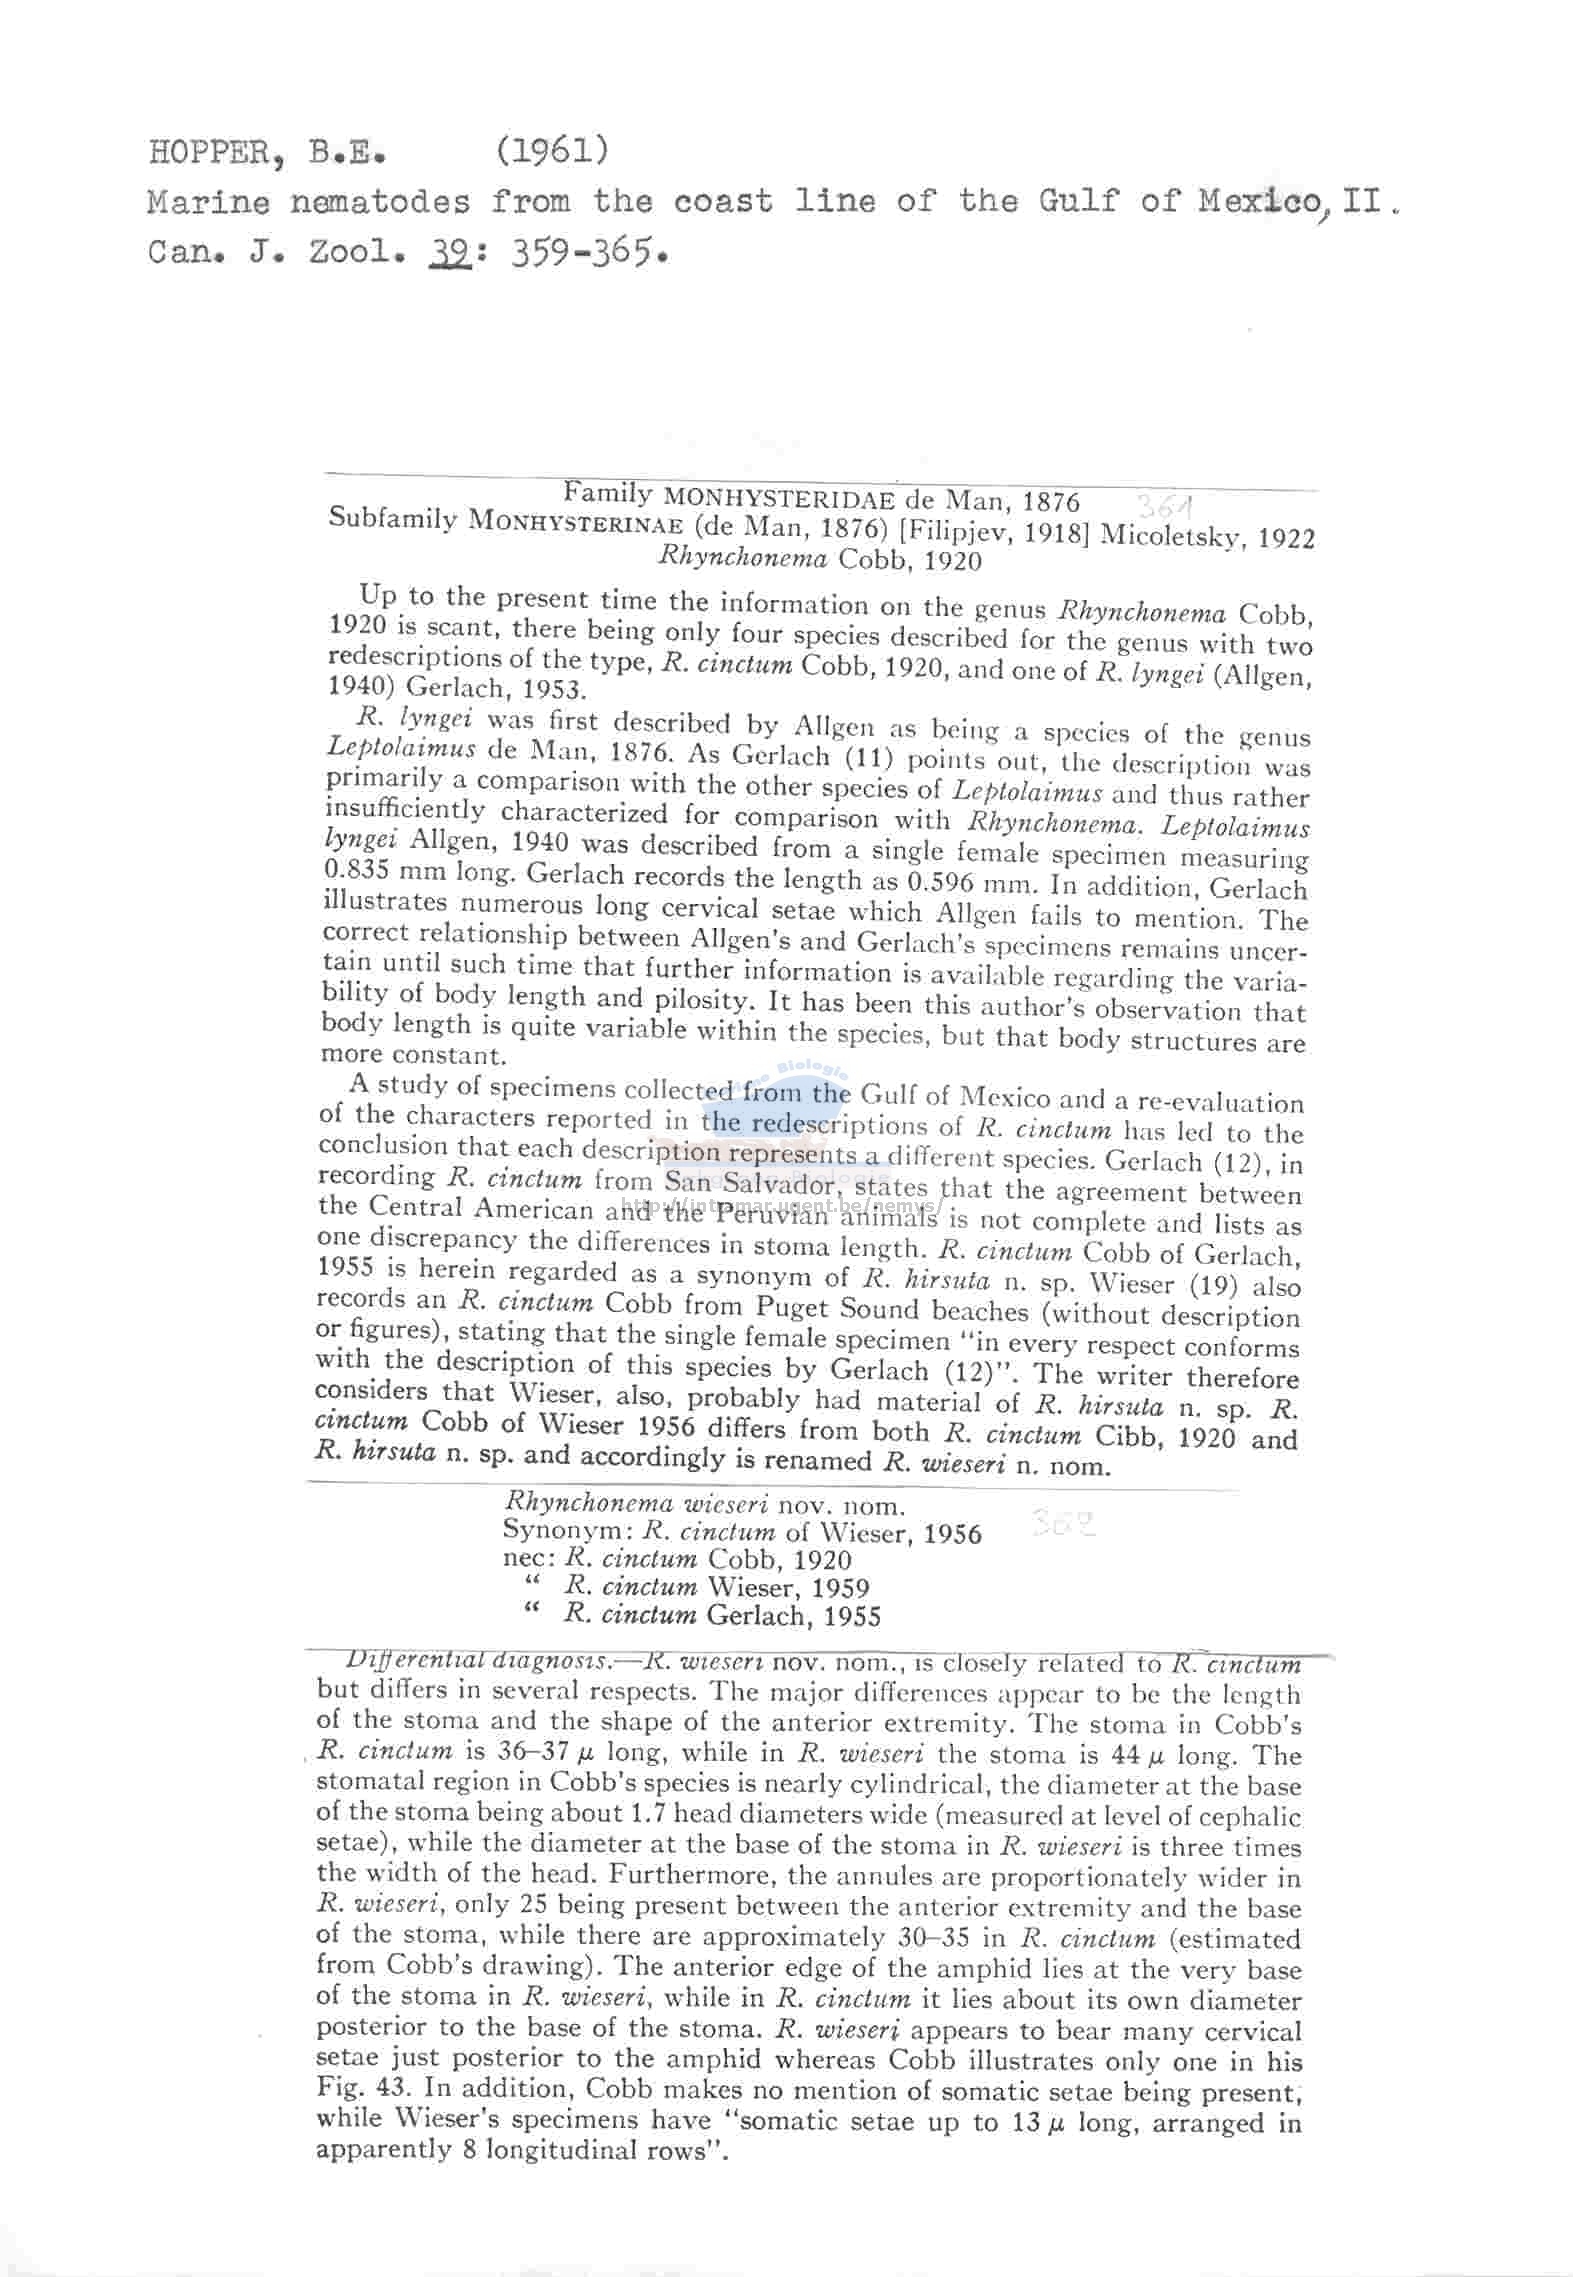 HOPPER, B.E. (1961)
Marine nematodes from the coast line of the Gulf of Mexico, II.
Can. J. Zool. 39: 359-365.
Family MONHYSTERIDAE de Man, 1876 361
Subfamily MONHYSTERINAE (de Man, 1876) [Filipjev, 1918] Micoletsky, 1922
Rhynchonema Cobb, 1920
Up to the present time the information on the genus Rhynchonema Cobb,
1920 is scant, there being only four species described for the genus with two
redescriptions of the type, R. cinctum Cobb, 1920, and one of R. lyngei (Allgen,
1940) Gerlach, 1953.
R. lyngei was first described by Allgen as being a species of the genus
Leptolaimus de Man, 1876. As Gerlach (11) points out, the description was
primarily a comparison with the other species of Leptolaimus and thus rather
insufficiently characterized for comparison with Rhynchonema. Leptolaimus
lyngei Allgen, 1940 was described from a single female specimen measuring
0.835 mm long. Gerlach records the length as 0.596 mm. In addition, Gerlach
illustrates numerous long cervical setae which Allgen fails to mention. The
correct relationship between Allgen's and Gerlach's specimens remains uncer-
tain until such time that further information is available regarding the varia-
bility of body length and pilosity. It has been this author's observation that
body length is quite variable within the species, but that body structures are
more constant.
A study of specimens collected from the Gulf of Mexico and a re-evaluation
of the characters reported in the redescriptions of R. cinctum has led to the
conclusion that each description represents a different species. Gerlach (12), in
recording R. cinctum from San Salvador, states that the agreement between
the Central American and the Peruvian animals is not complete and lists as
one discrepancy the differences in stoma length. R. cinctum Cobb of Gerlach,
1955 is herein regarded as a synonym of R. hirsuta n. sp. Wieser (19) also
records an R. cinctum Cobb from Puget Sound beaches (without description
or figures), stating that the single female specimen "in every respect conforms
with the description of this species by Gerlach (12)". The writer therefore
considers that Wieser, also, probably had material of R. hirsuta n. sp. R.
cinctum Cobb of Wieser 1956 differs from both R. cinctum Cibb, 1920 and
R. hirsuta n. sp. and accordingly is renamed R. wieseri n. nom.
http://intramar.ugent.be/nemys/
Rhynchonema wieseri nov. nom.
Synonym: R. cinctum of Wieser, 1956 362
nec: R. cinctum Cobb, 1920
" R. cinctum Wieser, 1959
" R. cinctum Gerlach, 1955
Differential diagnosis.—R. wieseri nov. nom., is closely related to R. cinctum
but differs in several respects. The major differences appear to be the length
of the stoma and the shape of the anterior extremity. The stoma in Cobb's
R. cinctum is 36–37 μ long, while in R. wieseri the stoma is 44 μ long. The
stomatal region in Cobb's species is nearly cylindrical, the diameter at the base
of the stoma being about 1.7 head diameters wide (measured at level of cephalic
setae), while the diameter at the base of the stoma in R. wieseri is three times
the width of the head. Furthermore, the annules are proportionately wider in
R. wieseri, only 25 being present between the anterior extremity and the base
of the stoma, while there are approximately 30–35 in R. cinctum (estimated
from Cobb's drawing). The anterior edge of the amphid lies at the very base
of the stoma in R. wieseri, while in R. cinctum it lies about its own diameter
posterior to the base of the stoma. R. wieseri appears to bear many cervical
setae just posterior to the amphid whereas Cobb illustrates only one in his
Fig. 43. In addition, Cobb makes no mention of somatic setae being present,
while Wieser's specimens have "somatic setae up to 13 μ long, arranged in
apparently 8 longitudinal rows".